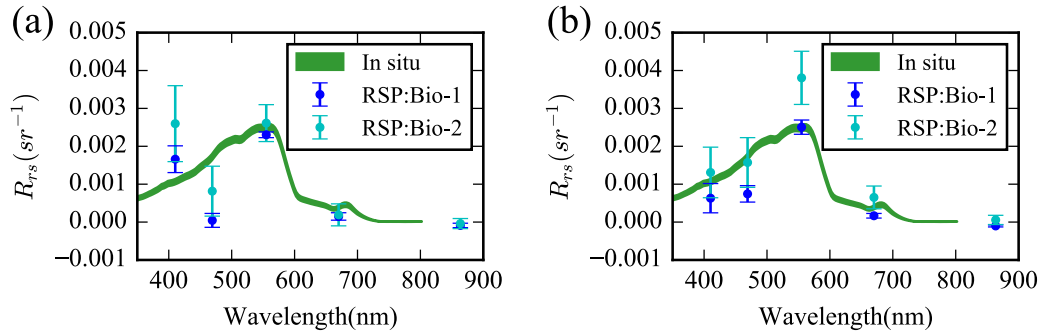 (a)
0.005
0.004
0.003
0.002
0.001
0.000
−0.001
R_rs(sr^−1)
In situ
RSP:Bio-1
RSP:Bio-2
400 500 600 700 800 900
Wavelength(nm)
(b)
0.005
0.004
0.003
0.002
0.001
0.000
−0.001
R_rs(sr^−1)
In situ
RSP:Bio-1
RSP:Bio-2
400 500 600 700 800 900
Wavelength(nm)